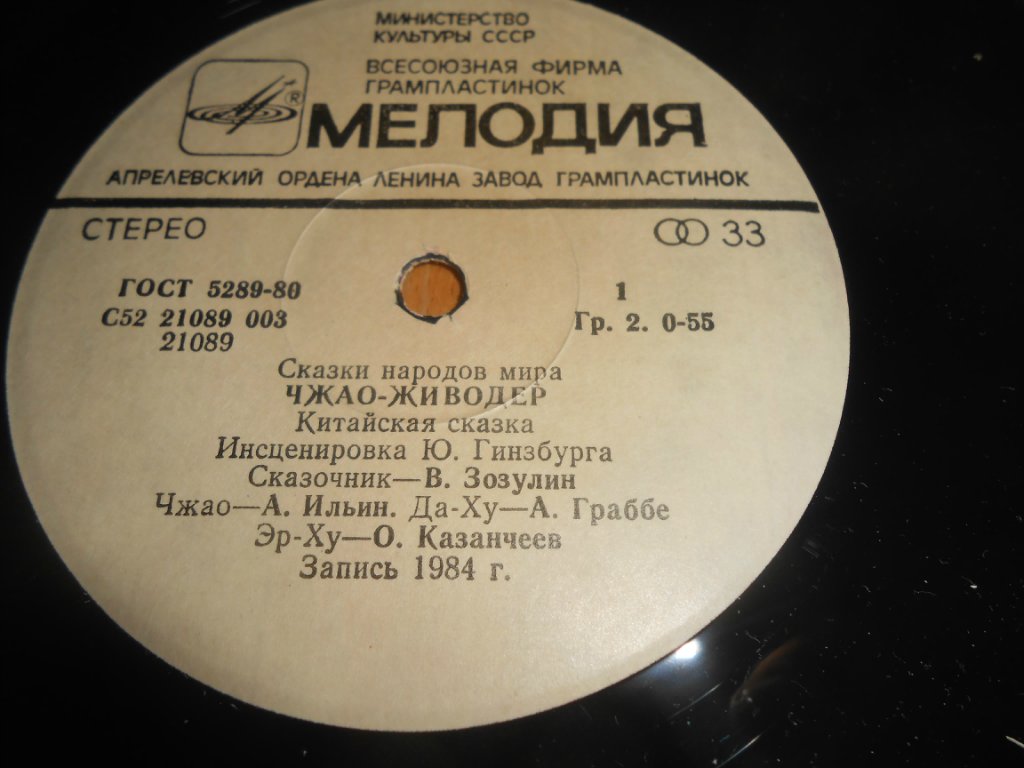 МИНИСТЕРСТВО
КУЛЬТУРЫ СССР
ВСЕСОЮЗНАЯ ФИРМА
ГРАМПЛАСТИНОК
® МЕЛОДИЯ
АПРЕЛЕВСКИЙ ОРДЕНА ЛЕНИНА ЗАВОД ГРАМПЛАСТИНОК
СТЕРЕО 33
ГОСТ 5289-80 1
С52 21089 003 Гр. 2. 0-55
21089
Сказки народов мира
ЧЖАО-ЖИВОДЕР
Китайская сказка
Инсценировка Ю. Гинзбурга
Сказочник—В. Зозулин
Чжао—А. Ильин. Да-Ху—А. Граббе
Эр-Ху—О. Казанчеев
Запись 1984 г.